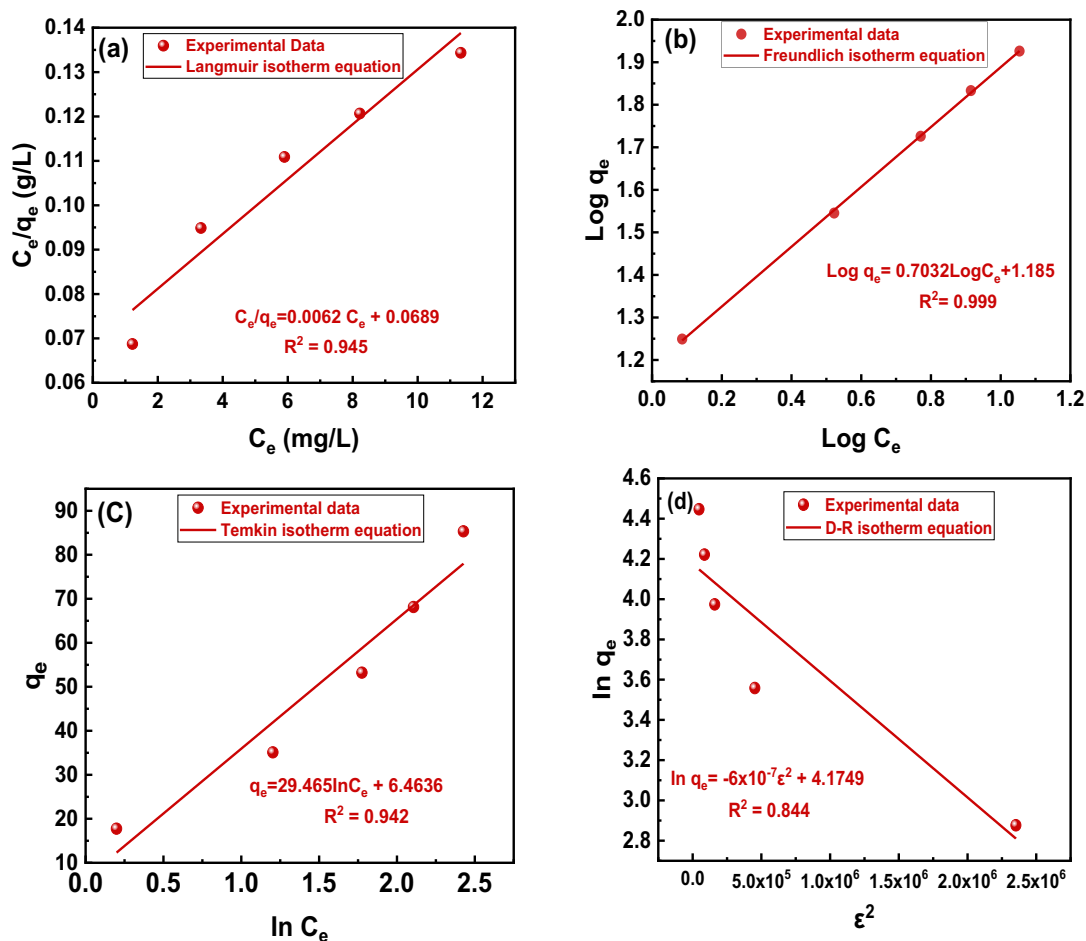 (a)
Experimental Data
Langmuir isotherm equation
0.14
0.13
0.12
0.11
0.10
0.09
0.08
0.07
0.06
Cₑ/qₑ (g/L)
Cₑ/qₑ=0.0062 Cₑ + 0.0689
R² = 0.945
0 2 4 6 8 10 12
Cₑ (mg/L)
(b)
Experimental data
Freundlich isotherm equation
2.0
1.9
1.8
1.7
1.6
1.5
1.4
1.3
1.2
Log qₑ
Log qₑ= 0.7032LogCₑ+1.185
R²= 0.999
0.0 0.2 0.4 0.6 0.8 1.0 1.2
Log Cₑ
(C)
Experimental data
Temkin isotherm equation
90
80
70
60
50
40
30
20
10
qₑ
qₑ=29.465lnCₑ + 6.4636
R² = 0.942
0.0 0.5 1.0 1.5 2.0 2.5
ln Cₑ
(d)
Experimental data
D-R isotherm equation
4.6
4.4
4.2
4.0
3.8
3.6
3.4
3.2
3.0
2.8
ln qₑ
ln qₑ= -6x10⁻⁷ε² + 4.1749
R² = 0.844
0.0 5.0x10⁵ 1.0x10⁶ 1.5x10⁶ 2.0x10⁶ 2.5x10⁶
ε²